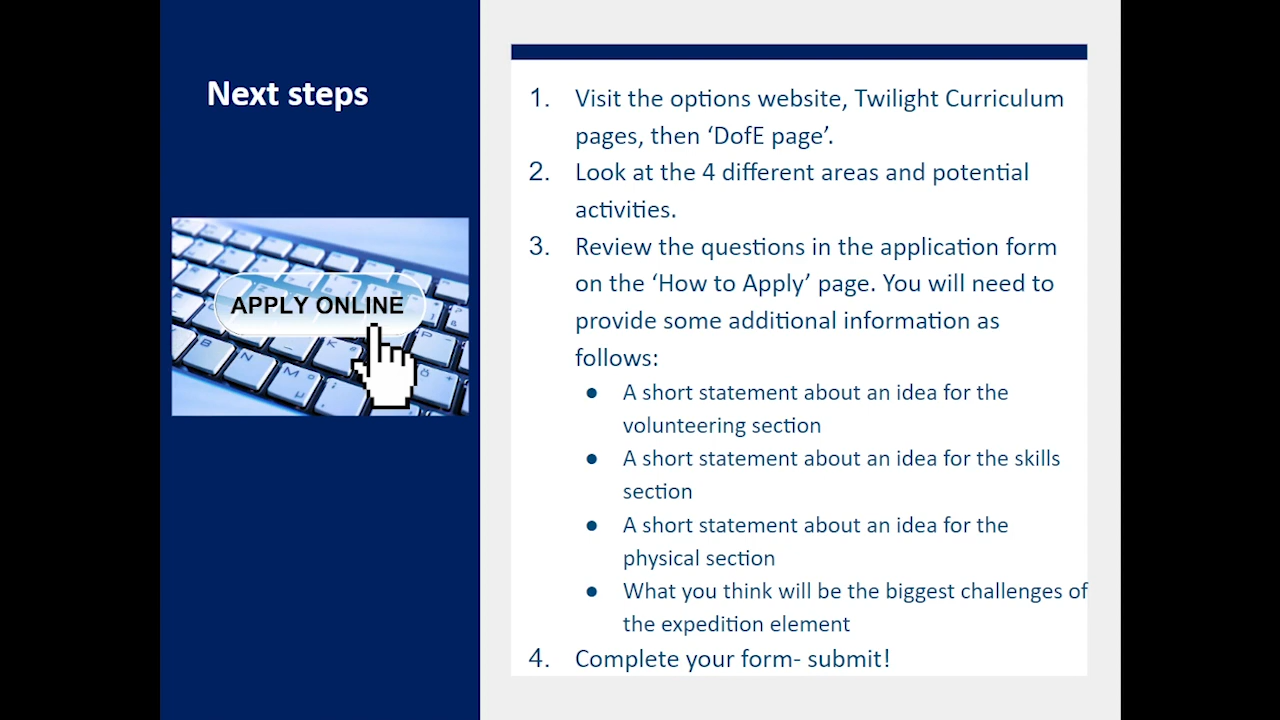 Next steps
APPLY ONLINE
1. Visit the options website, Twilight Curriculum
pages, then ‘DofE page’.
2. Look at the 4 different areas and potential
activities.
3. Review the questions in the application form
on the ‘How to Apply’ page. You will need to
provide some additional information as
follows:
● A short statement about an idea for the
volunteering section
● A short statement about an idea for the skills
section
● A short statement about an idea for the
physical section
● What you think will be the biggest challenges of
the expedition element
4. Complete your form- submit!